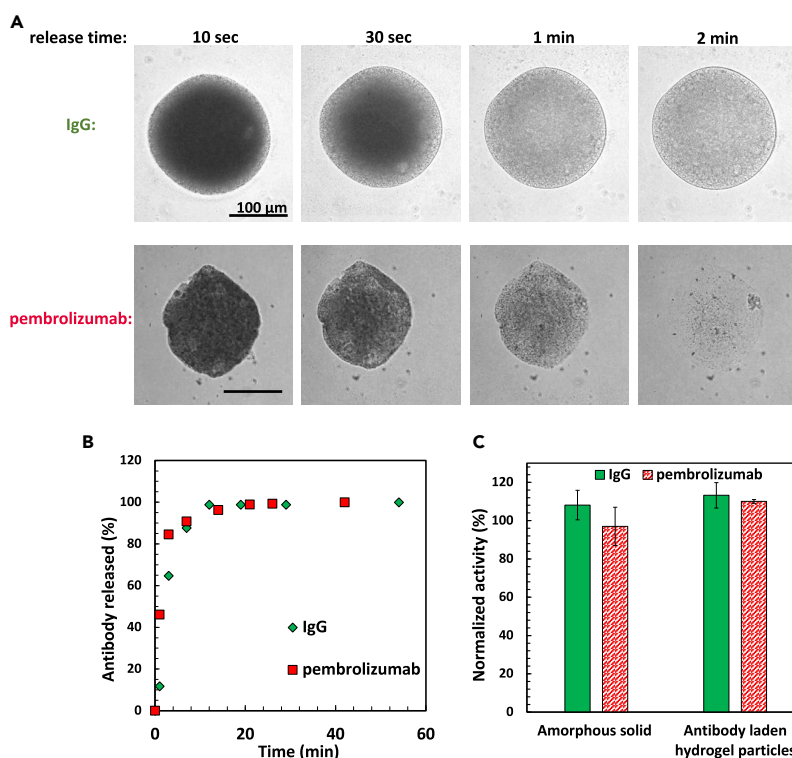 A
release time: 10 sec 30 sec 1 min 2 min
IgG:
100 µm
pembrolizumab:
B
120
100
80
60
40
20
0
0 20 40 60
Antibody released (%)
Time (min)
IgG
pembrolizumab
C
IgG pembrolizumab
120
100
80
60
40
20
0
Normalized activity (%)
Amorphous solid
Antibody laden
hydrogel particles